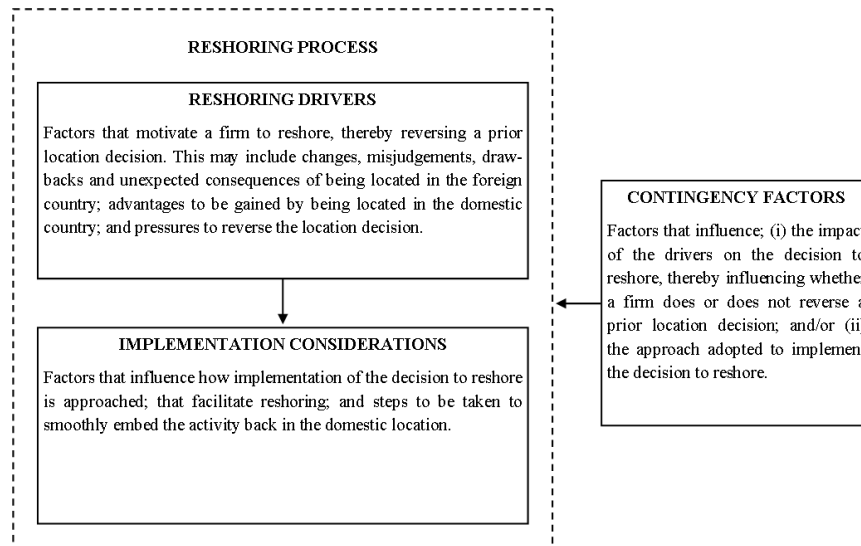 RESHORING PROCESS
RESHORING DRIVERS
Factors that motivate a firm to reshore, thereby reversing a prior
location decision. This may include changes, misjudgements, draw-
backs and unexpected consequences of being located in the foreign
country; advantages to be gained by being located in the domestic
country; and pressures to reverse the location decision.
IMPLEMENTATION CONSIDERATIONS
Factors that influence how implementation of the decision to reshore
is approached; that facilitate reshoring; and steps to be taken to
smoothly embed the activity back in the domestic location.
CONTINGENCY FACTORS
Factors that influence; (i) the impact
of the drivers on the decision to
reshore, thereby influencing whether
a firm does or does not reverse a
prior location decision; and/or (ii)
the approach adopted to implement
the decision to reshore.